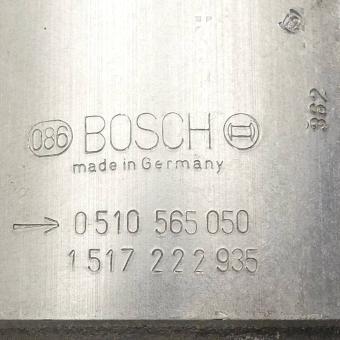 086 BOSCH
made in Germany
→ 0 510 565 050
1 517 222 935
362